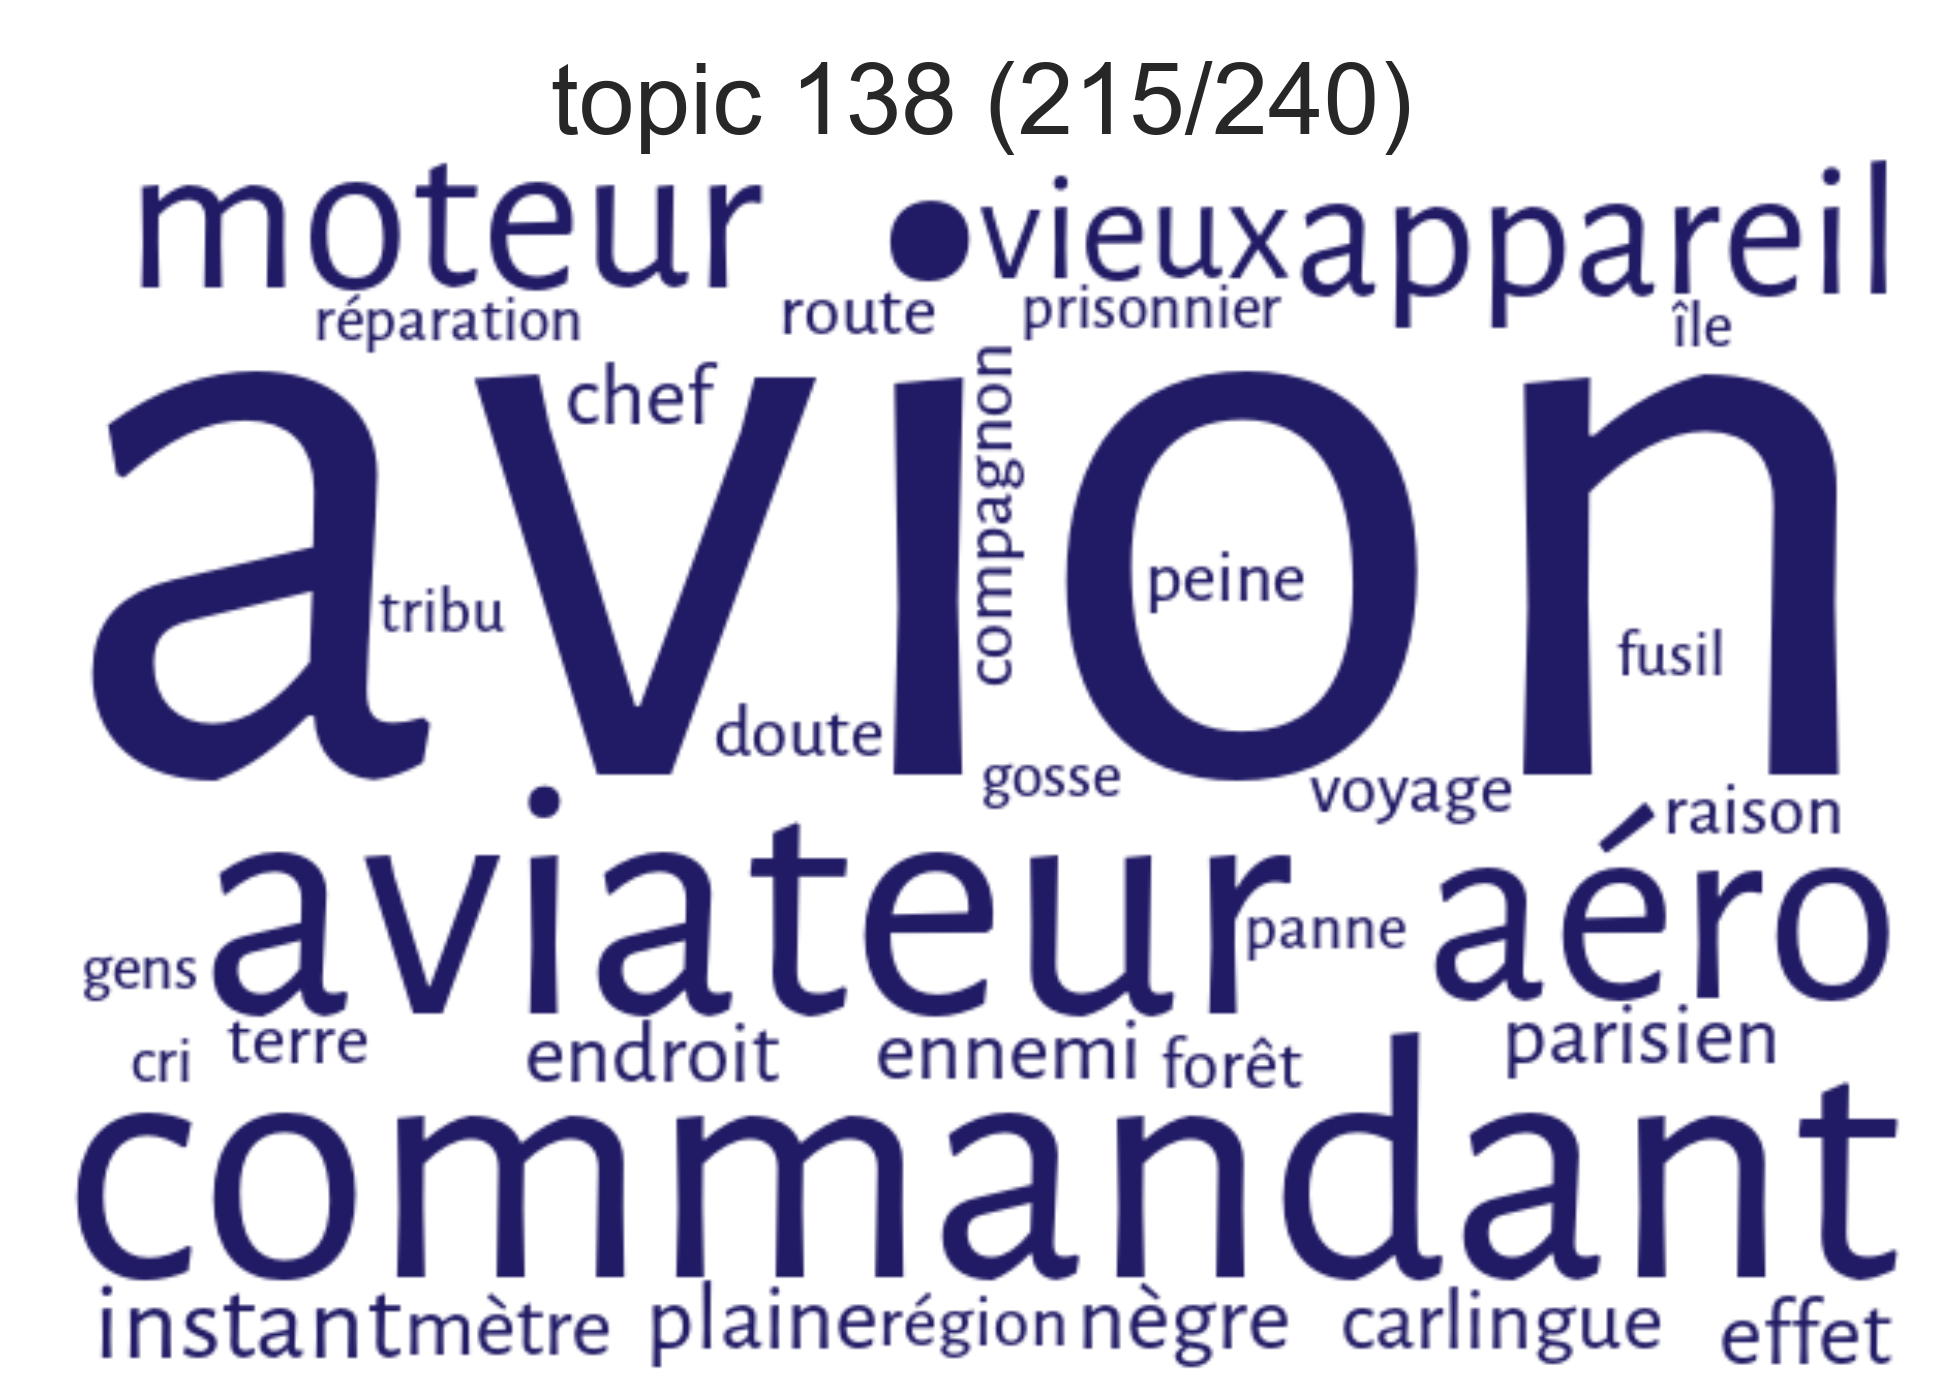 topic 138 (215/240)
moteur vieux appareil
réparation route prisonnier île
avion
chef
compagnon
peine
tribu
fusil
doute
gosse voyage raison
aviateur aéro
panne
gens
cri terre endroit ennemi forêt parisien
commandant
instant mètre plaine région nègre carlingue effet